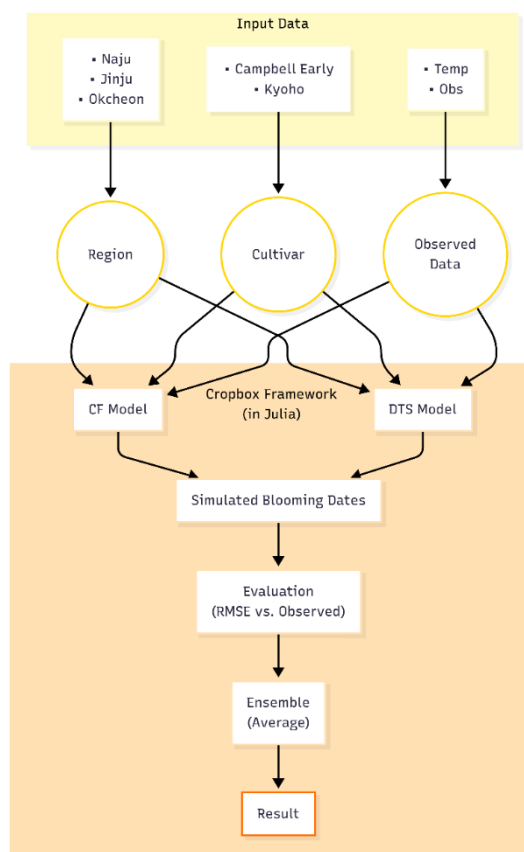 Input Data
▪ Naju
▪ Jinju
▪ Okcheon
▪ Campbell Early
▪ Kyoho
▪ Temp
▪ Obs
Region
Cultivar
Observed
Data
CF Model
Cropbox Framework
(in Julia)
DTS Model
Simulated Blooming Dates
Evaluation
(RMSE vs. Observed)
Ensemble
(Average)
Result